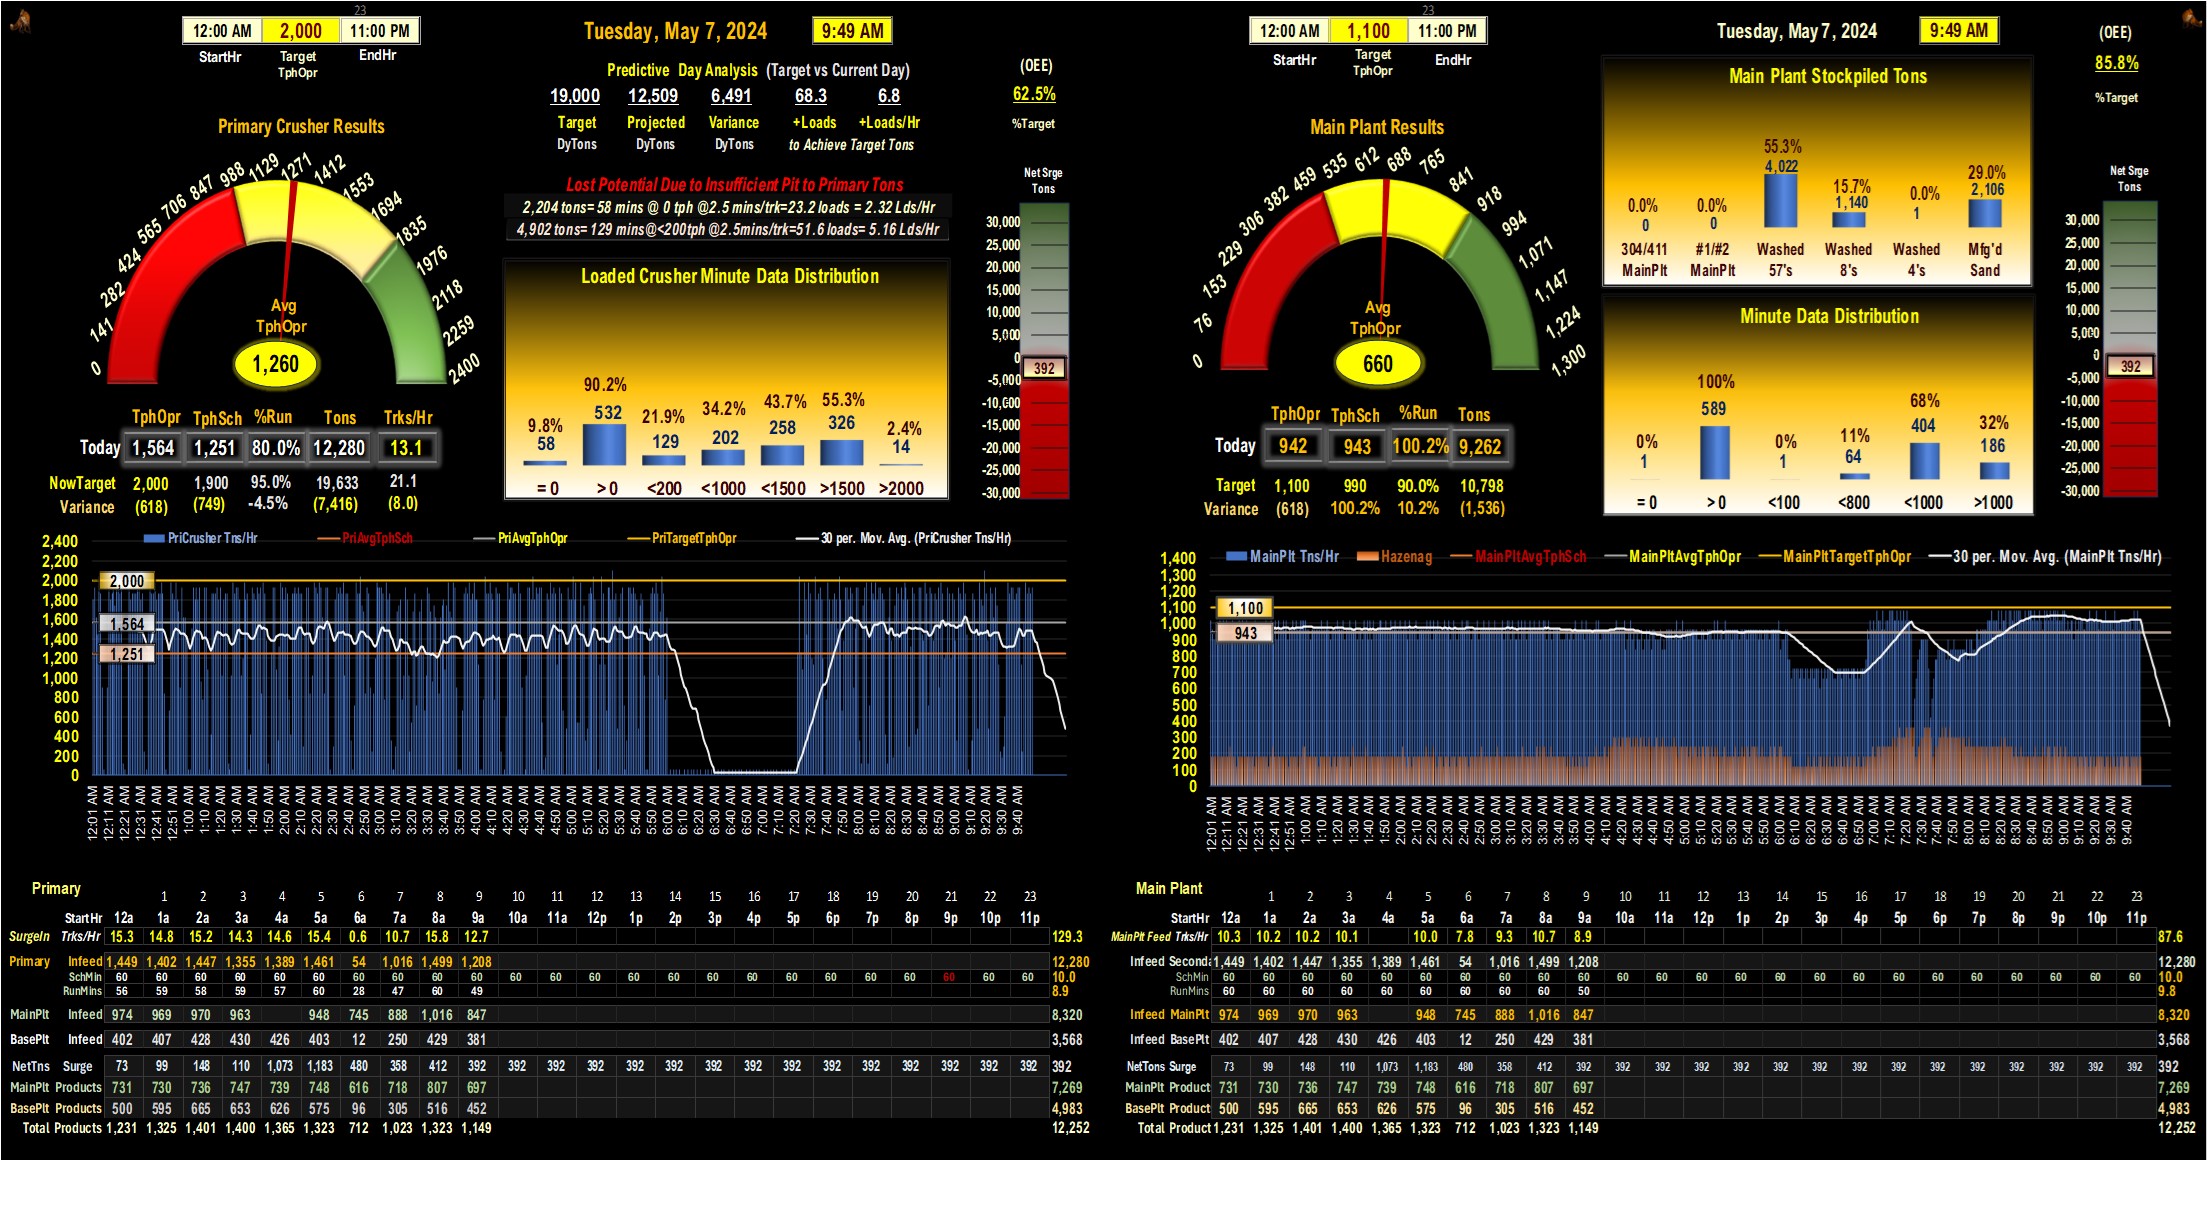 23
12:00 AM 2,000 11:00 PM
StartHr Target TphOpr EndHr
Tuesday, May 7, 2024 9:49 AM
Predictive Day Analysis (Target vs Current Day)
19,000 12,509 6,491 68.3 6.8
Target Projected Variance +Loads +Loads/Hr
DyTons DyTons DyTons to Achieve Target Tons
(OEE)
62.5%
%Target
Primary Crusher Results
0 141 282 424 565 706 847 988 1129 1271 1412 1553 1694 1835 1976 2118 2259 2400
Avg
TphOpr
1,260
TphOpr TphSch %Run Tons Trks/Hr
Today 1,564 1,251 80.0% 12,280 13.1
NowTarget 2,000 1,900 95.0% 19,633 21.1
Variance (618) (749) -4.5% (7,416) (8.0)
Lost Potential Due to Insufficient Pit to Primary Tons
2,204 tons= 58 mins @ 0 tph @2.5 mins/trk=23.2 loads = 2.32 Lds/Hr
4,902 tons= 129 mins@<200tph @2.5mins/trk=51.6 loads= 5.16 Lds/Hr
Loaded Crusher Minute Data Distribution
9.8% 90.2% 21.9% 34.2% 43.7% 55.3% 2.4%
58 532 129 202 258 326 14
= 0 > 0 <200 <1000 <1500 >1500 >2000
Net Srge
Tons
30,000
25,000
20,000
15,000
10,000
5,000
0
392
-5,000
-10,000
-15,000
-20,000
-25,000
-30,000
PriCrusher Tns/Hr PriAvgTphSch PriAvgTphOpr PriTargetTphOpr 30 per. Mov. Avg. (PriCrusher Tns/Hr)
2,400
2,200
2,000
1,800
1,600
1,400
1,200
1,000
800
600
400
200
0
2,000
1,564
1,251
12:01 AM 12:11 AM 12:21 AM 12:31 AM 12:41 AM 12:51 AM 1:00 AM 1:10 AM 1:20 AM 1:30 AM 1:40 AM 1:50 AM 2:00 AM 2:10 AM 2:20 AM 2:30 AM 2:40 AM 2:50 AM 3:00 AM 3:10 AM 3:20 AM 3:30 AM 3:40 AM 3:50 AM 4:00 AM 4:10 AM 4:20 AM 4:30 AM 4:40 AM 4:50 AM 5:00 AM 5:10 AM 5:20 AM 5:30 AM 5:40 AM 5:50 AM 6:00 AM 6:10 AM 6:20 AM 6:30 AM 6:40 AM 6:50 AM 7:00 AM 7:10 AM 7:20 AM 7:30 AM 7:40 AM 7:50 AM 8:00 AM 8:10 AM 8:20 AM 8:30 AM 8:40 AM 8:50 AM 9:00 AM 9:10 AM 9:20 AM 9:30 AM 9:40 AM
Primary
1 2 3 4 5 6 7 8 9 10 11 12 13 14 15 16 17 18 19 20 21 22 23
StartHr 12a 1a 2a 3a 4a 5a 6a 7a 8a 9a 10a 11a 12p 1p 2p 3p 4p 5p 6p 7p 8p 9p 10p 11p
SurgeIn Trks/Hr 15.3 14.8 15.2 14.3 14.6 15.4 0.6 10.7 15.8 12.7 129.3
Primary Infeed 1,449 1,402 1,447 1,355 1,389 1,461 54 1,016 1,499 1,208 12,280
SchMin 60 60 60 60 60 60 60 60 60 60 60 60 60 60 60 60 60 60 60 60 60 60 60 60 10.0
RunMins 56 59 58 59 57 60 28 47 60 49 8.9
MainPlt Infeed 974 969 970 963 948 745 888 1,016 847 8,320
BasePlt Infeed 402 407 428 430 426 403 12 250 429 381 3,568
NetTns Surge 73 99 148 110 1,073 1,183 480 358 412 392 392 392 392 392 392 392 392 392 392 392 392 392 392 392 392
MainPlt Products 731 730 736 747 739 748 616 718 807 697 7,269
BasePlt Products 500 595 665 653 626 575 96 305 516 452 4,983
Total Products 1,231 1,325 1,401 1,400 1,365 1,323 712 1,023 1,323 1,149 12,252
23
12:00 AM 1,100 11:00 PM
StartHr Target TphOpr EndHr
Tuesday, May 7, 2024 9:49 AM
(OEE)
85.8%
%Target
Main Plant Results
0 76 153 229 306 382 459 535 612 688 765 841 918 994 1,071 1,147 1,224 1,300
Avg
TphOpr
660
TphOpr TphSch %Run Tons
Today 942 943 100.2% 9,262
Target 1,100 990 90.0% 10,798
Variance (618) 100.2% 10.2% (1,536)
Main Plant Stockpiled Tons
0.0% 0.0% 55.3% 15.7% 0.0% 29.0%
0 0 4,022 1,140 1 2,106
304/411 #1/#2 Washed Washed Washed Mfg'd
MainPlt MainPlt 57's 8's 4's Sand
Minute Data Distribution
0% 100% 0% 11% 68% 32%
1 589 1 64 404 186
= 0 > 0 <100 <800 <1000 >1000
Net Srge
Tons
30,000
25,000
20,000
15,000
10,000
5,000
0
392
-5,000
-10,000
-15,000
-20,000
-25,000
-30,000
MainPlt Tns/Hr Hazenag MainPltAvgTphSch MainPltAvgTphOpr MainPltTargetTphOpr 30 per. Mov. Avg. (MainPlt Tns/Hr)
1,400
1,300
1,200
1,100
1,000
900
800
700
600
500
400
300
200
100
0
1,100
943
12:01 AM 12:11 AM 12:21 AM 12:31 AM 12:41 AM 12:51 AM 1:00 AM 1:10 AM 1:20 AM 1:30 AM 1:40 AM 1:50 AM 2:00 AM 2:10 AM 2:20 AM 2:30 AM 2:40 AM 2:50 AM 3:00 AM 3:10 AM 3:20 AM 3:30 AM 3:40 AM 3:50 AM 4:00 AM 4:10 AM 4:20 AM 4:30 AM 4:40 AM 4:50 AM 5:00 AM 5:10 AM 5:20 AM 5:30 AM 5:40 AM 5:50 AM 6:00 AM 6:10 AM 6:20 AM 6:30 AM 6:40 AM 6:50 AM 7:00 AM 7:10 AM 7:20 AM 7:30 AM 7:40 AM 7:50 AM 8:00 AM 8:10 AM 8:20 AM 8:30 AM 8:40 AM 8:50 AM 9:00 AM 9:10 AM 9:20 AM 9:30 AM 9:40 AM
Main Plant
1 2 3 4 5 6 7 8 9 10 11 12 13 14 15 16 17 18 19 20 21 22 23
StartHr 12a 1a 2a 3a 4a 5a 6a 7a 8a 9a 10a 11a 12p 1p 2p 3p 4p 5p 6p 7p 8p 9p 10p 11p
MainPlt Feed Trks/Hr 10.3 10.2 10.2 10.1 10.0 7.8 9.3 10.7 8.9 87.6
Infeed Seconda 1,449 1,402 1,447 1,355 1,389 1,461 54 1,016 1,499 1,208 12,280
SchMin 60 60 60 60 60 60 60 60 60 60 60 60 60 60 60 60 60 60 60 60 60 60 60 60 10.0
RunMins 60 60 60 60 60 60 60 60 60 50 9.8
Infeed MainPlt 974 969 970 963 948 745 888 1,016 847 8,320
Infeed BasePlt 402 407 428 430 426 403 12 250 429 381 3,568
NetTons Surge 73 99 148 110 1,073 1,183 480 358 412 392 392 392 392 392 392 392 392 392 392 392 392 392 392 392 392
MainPlt Product 731 730 736 747 739 748 616 718 807 697 7,269
BasePlt Product 500 595 665 653 626 575 96 305 516 452 4,983
Total Product 1,231 1,325 1,401 1,400 1,365 1,323 712 1,023 1,323 1,149 12,252